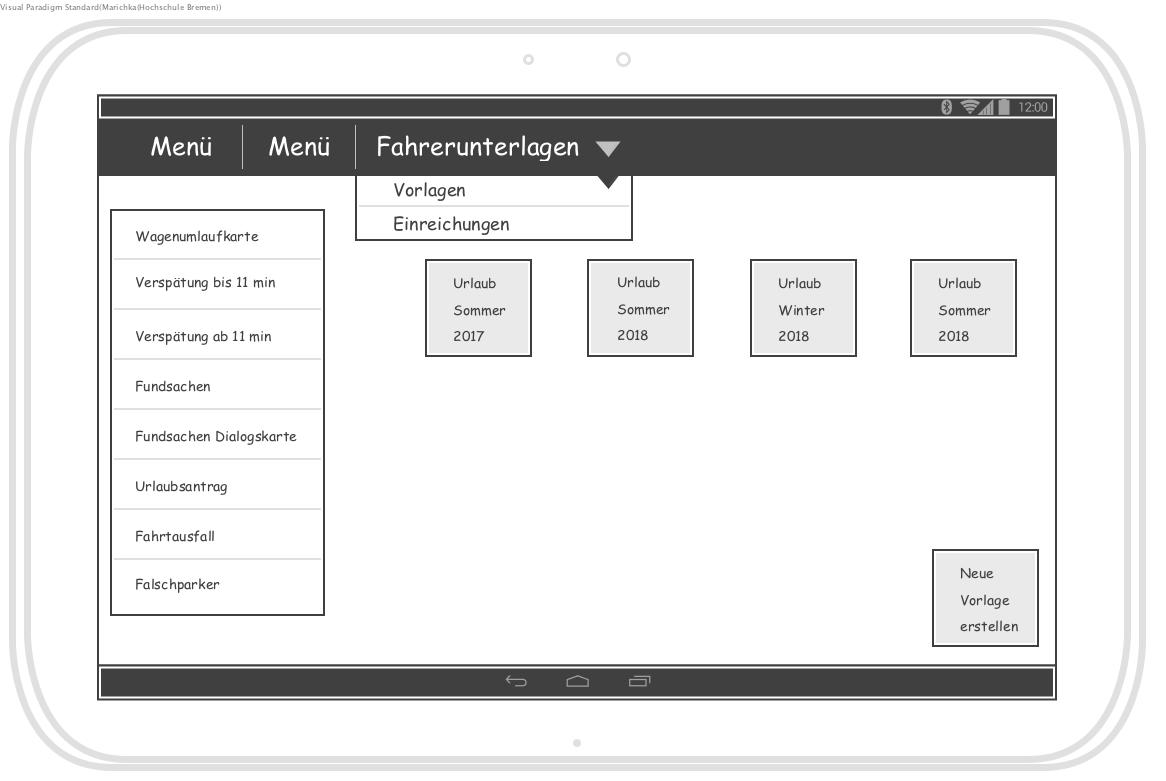 Visual Paradigm Standard(Marichka(Hochschule Bremen))
12:00
Menü
Menü
Fahrerunterlagen
Vorlagen
Einreichungen
Wagenumlaufkarte
Verspätung bis 11 min
Verspätung ab 11 min
Fundsachen
Fundsachen Dialogskarte
Urlaubsantrag
Fahrtausfall
Falschparker
Urlaub
Sommer
2017
Urlaub
Sommer
2018
Urlaub
Winter
2018
Urlaub
Sommer
2018
Neue
Vorlage
erstellen